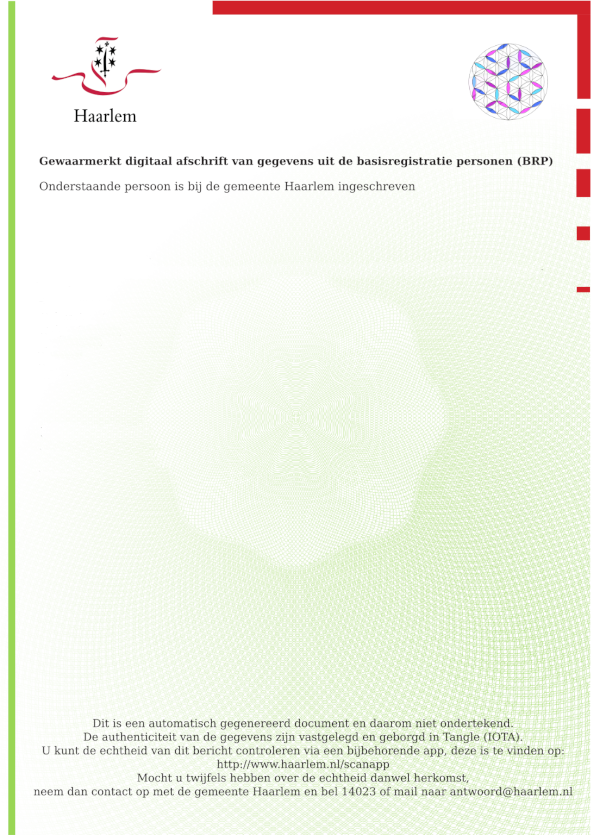 Haarlem
Gewaarmerkt digitaal afschrift van gegevens uit de basisregistratie personen (BRP)
Onderstaande persoon is bij de gemeente Haarlem ingeschreven
Dit is een automatisch gegenereerd document en daarom niet ondertekend.
De authenticiteit van de gegevens zijn vastgelegd en geborgd in Tangle (IOTA).
U kunt de echtheid van dit bericht controleren via een bijbehorende app, deze is te vinden op:
http://www.haarlem.nl/scanapp
Mocht u twijfels hebben over de echtheid danwel herkomst,
neem dan contact op met de gemeente Haarlem en bel 14023 of mail naar antwoord@haarlem.nl